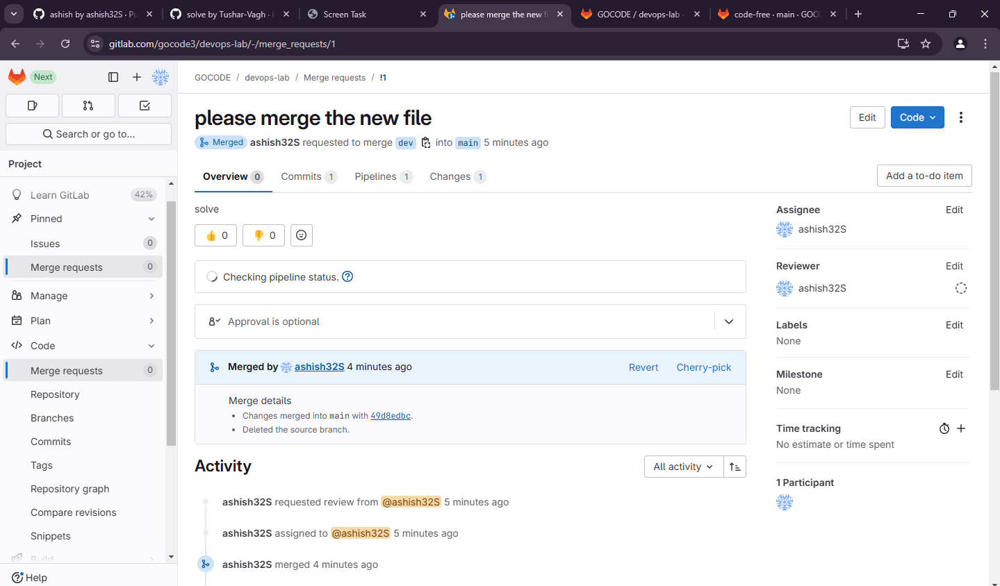 ashish by ashish32S · Pu
solve by Tushar-Vagh ·
Screen Task
please merge the new fi
GOCODE / devops-lab ·
code-free · main · GOCO
gitlab.com/gocode3/devops-lab/-/merge_requests/1
Next
Search or go to...
Project
Learn GitLab 42%
Pinned
Issues 0
Merge requests 0
Manage
Plan
Code
Merge requests 0
Repository
Branches
Commits
Tags
Repository graph
Compare revisions
Snippets
Build
Help
GOCODE / devops-lab / Merge requests / !1
please merge the new file
Edit
Code
Merged ashish32S requested to merge dev into main 5 minutes ago
Overview 0 Commits 1 Pipelines 1 Changes 1
Add a to-do item
solve
👍 0 👎 0
Checking pipeline status.
Approval is optional
Merged by ashish32S 4 minutes ago
Revert Cherry-pick
Merge details
• Changes merged into main with 49d8edbc.
• Deleted the source branch.
Activity
All activity
ashish32S requested review from @ashish32S 5 minutes ago
ashish32S assigned to @ashish32S 5 minutes ago
ashish32S merged 4 minutes ago
Assignee Edit
ashish32S
Reviewer Edit
ashish32S
Labels Edit
None
Milestone Edit
None
Time tracking
No estimate or time spent
1 Participant